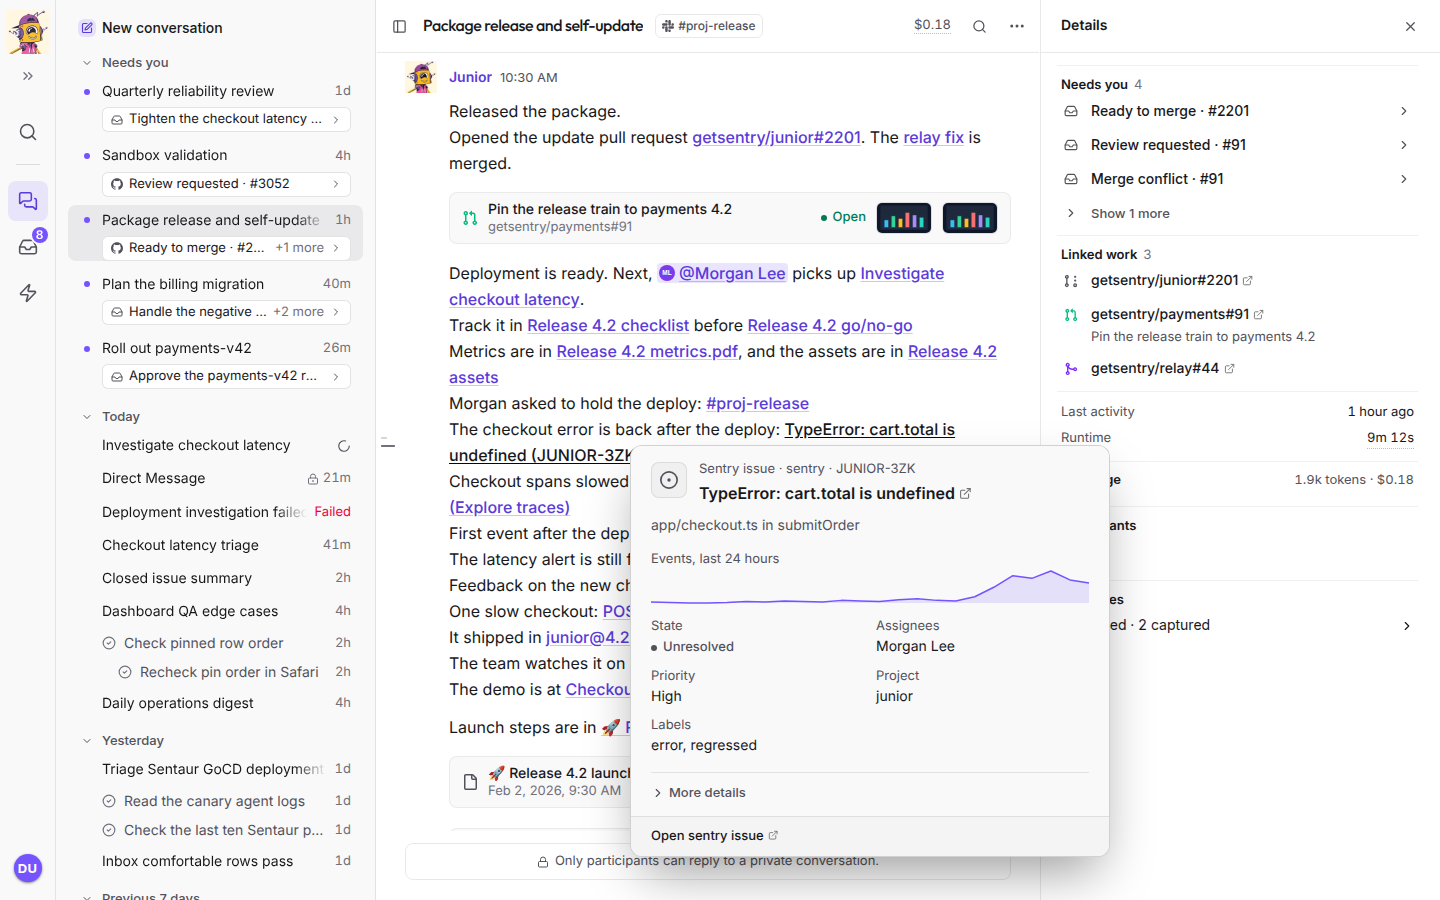 New conversation
Needs you
Quarterly reliability review 1d
Tighten the checkout latency ...
Sandbox validation 4h
Review requested · #3052
Package release and self-update 1h
Ready to merge · #2... +1 more
Plan the billing migration 40m
Handle the negative ... +2 more
Roll out payments-v42 26m
Approve the payments-v42 r...
Today
Investigate checkout latency
Direct Message 21m
Deployment investigation failed Failed
Checkout latency triage 41m
Closed issue summary 2h
Dashboard QA edge cases 4h
Check pinned row order 2h
Recheck pin order in Safari 2h
Daily operations digest 4h
Yesterday
Triage Sentaur GoCD deployment 1d
Read the canary agent logs 1d
Check the last ten Sentaur p... 1d
Inbox comfortable rows pass 1d
Previous 7 days
8
DU
Package release and self-update #proj-release $0.18
Junior 10:30 AM
Released the package.
Opened the update pull request getsentry/junior#2201. The relay fix is
merged.
Pin the release train to payments 4.2
getsentry/payments#91
Open
Deployment is ready. Next, ML @Morgan Lee picks up Investigate
checkout latency.
Track it in Release 4.2 checklist before Release 4.2 go/no-go
Metrics are in Release 4.2 metrics.pdf, and the assets are in Release 4.2
assets
Morgan asked to hold the deploy: #proj-release
The checkout error is back after the deploy: TypeError: cart.total is
undefined (JUNIOR-3ZK
Checkout spans slowed
(Explore traces)
First event after the dep
The latency alert is still f
Feedback on the new ch
One slow checkout: POS
It shipped in junior@4.2
The team watches it on
The demo is at Checkou
Launch steps are in 🚀
🚀 Release 4.2 launch
Feb 2, 2026, 9:30 AM
Only participants can reply to a private conversation.
Sentry issue · sentry · JUNIOR-3ZK
TypeError: cart.total is undefined
app/checkout.ts in submitOrder
Events, last 24 hours
State
Unresolved
Assignees
Morgan Lee
Priority
High
Project
junior
Labels
error, regressed
More details
Open sentry issue
Details
Needs you 4
Ready to merge · #2201
Review requested · #91
Merge conflict · #91
Show 1 more
Linked work 3
getsentry/junior#2201
getsentry/payments#91
Pin the release train to payments 4.2
getsentry/relay#44
Last activity 1 hour ago
Runtime 9m 12s
ge 1.9k tokens · $0.18
ants
es
ed · 2 captured